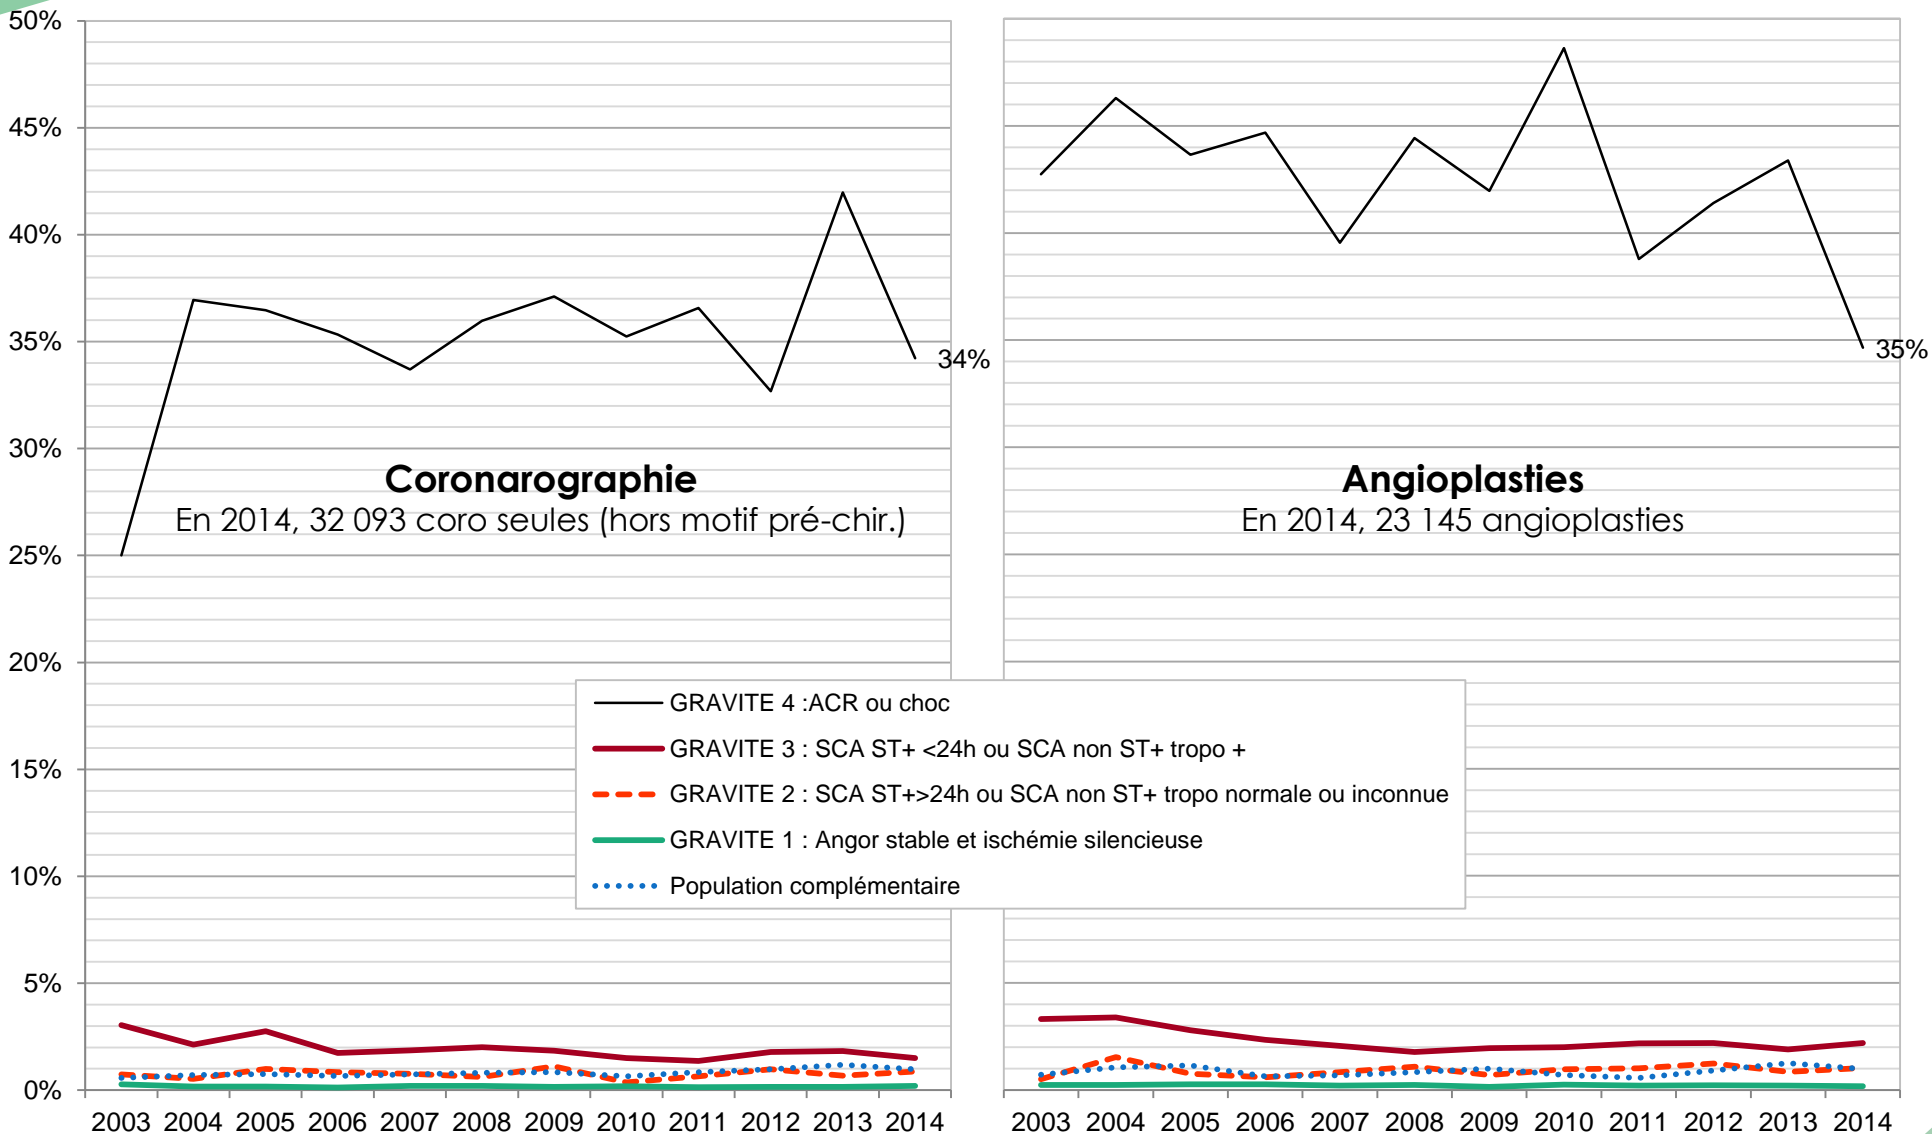 50%
45%
40%
35%
30%
25%
20%
15%
10%
5%
0%
34%
35%
Coronarographie
En 2014, 32 093 coro seules (hors motif pré-chir.)
Angioplasties
En 2014, 23 145 angioplasties
GRAVITE 4 :ACR ou choc
GRAVITE 3 : SCA ST+ <24h ou SCA non ST+ tropo +
GRAVITE 2 : SCA ST+>24h ou SCA non ST+ tropo normale ou inconnue
GRAVITE 1 : Angor stable et ischémie silencieuse
Population complémentaire
2003 2004 2005 2006 2007 2008 2009 2010 2011 2012 2013 2014
2003 2004 2005 2006 2007 2008 2009 2010 2011 2012 2013 2014